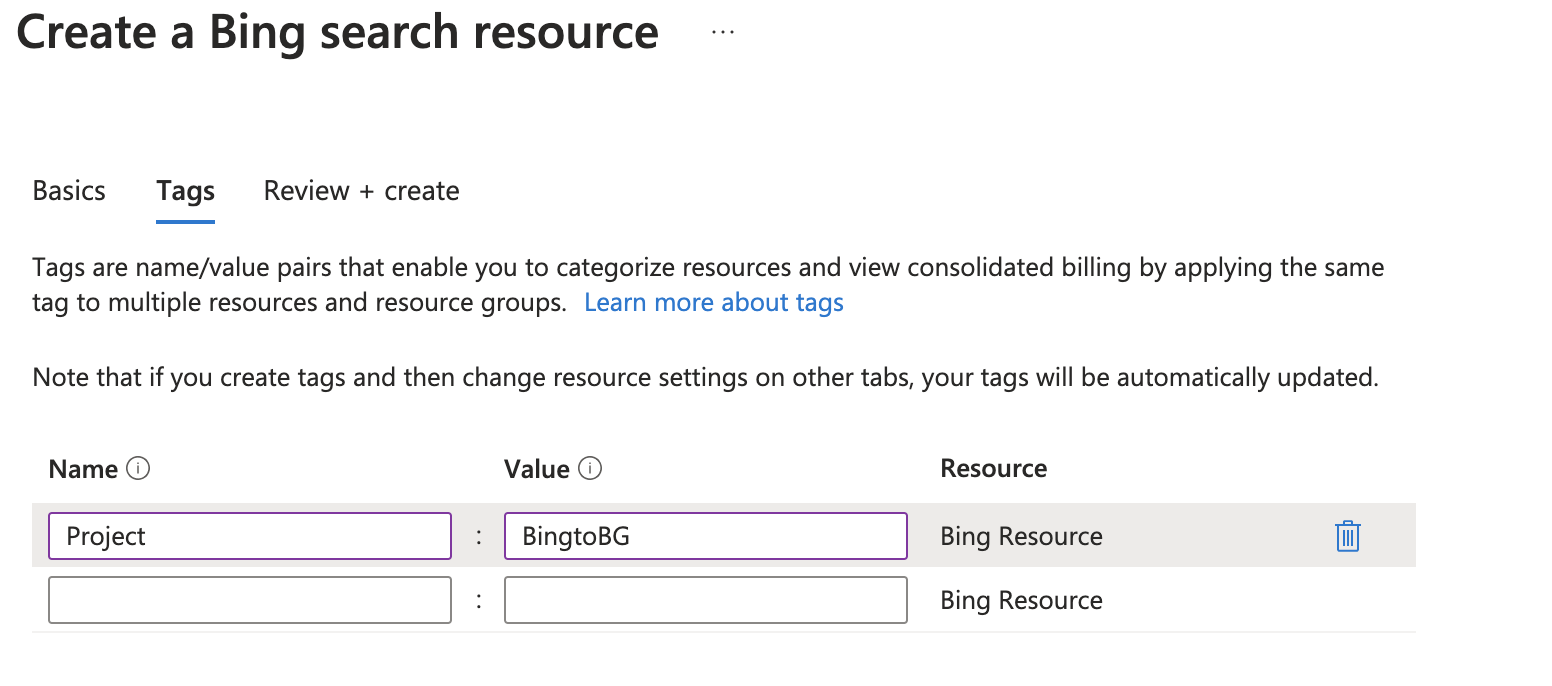 Create a Bing search resource ...
Basics Tags Review + create
Tags are name/value pairs that enable you to categorize resources and view consolidated billing by applying the same
tag to multiple resources and resource groups. Learn more about tags
Note that if you create tags and then change resource settings on other tabs, your tags will be automatically updated.
Name Value Resource
Project : BingtoBG Bing Resource
: Bing Resource